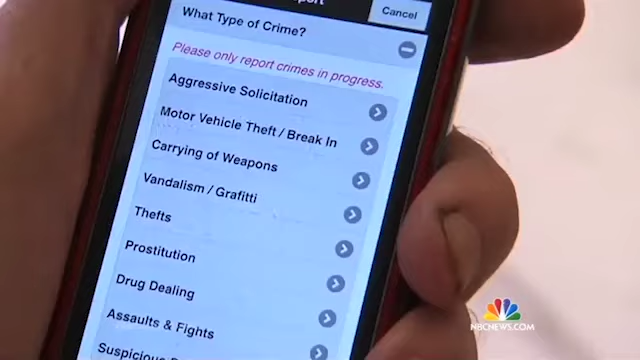 Cancel
What Type of Crime?
Please only report crimes in progress.
Aggressive Solicitation
Motor Vehicle Theft / Break In
Carrying of Weapons
Vandalism / Grafitti
Thefts
Prostitution
Drug Dealing
Assaults & Fights
Suspicious
NBCNEWS.COM